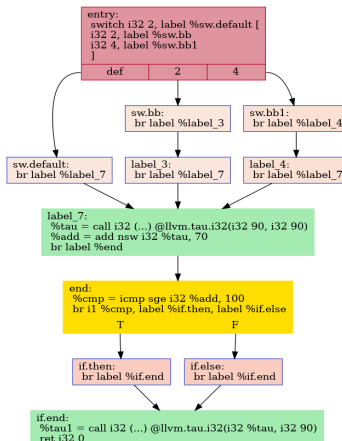 entry:
switch i32 2, label %sw.default [
i32 2, label %sw.bb
i32 4, label %sw.bb1
]
def 2 4
sw.bb:
br label %label_3
sw.bb1:
br label %label_4
sw.default:
br label %label_7
label_3:
br label %label_7
label_4:
br label %label_7
label_7:
%tau = call i32 (...) @llvm.tau.i32(i32 90, i32 90)
%add = add nsw i32 %tau, 70
br label %end
end:
%cmp = icmp sge i32 %add, 100
br i1 %cmp, label %if.then, label %if.else
T F
if.then:
br label %if.end
if.else:
br label %if.end
if.end:
%tau1 = call i32 (...) @llvm.tau.i32(i32 %tau, i32 90)
ret i32 0